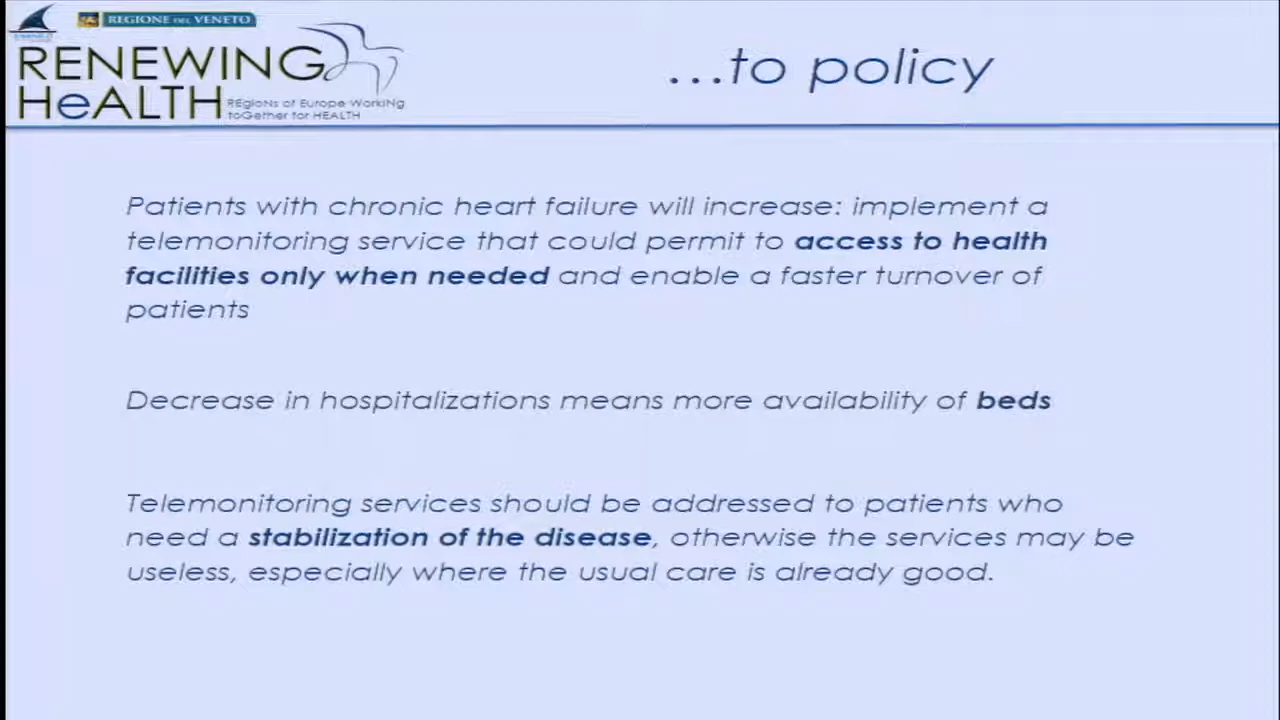 REGIONE DEL VENETO
RENEWING
HeALTH
REgioNs of Europe WorkiNg
toGether for HEALTH
...to policy
Patients with chronic heart failure will increase: implement a
telemonitoring service that could permit to access to health
facilities only when needed and enable a faster turnover of
patients
Decrease in hospitalizations means more availability of beds
Telemonitoring services should be addressed to patients who
need a stabilization of the disease, otherwise the services may be
useless, especially where the usual care is already good.